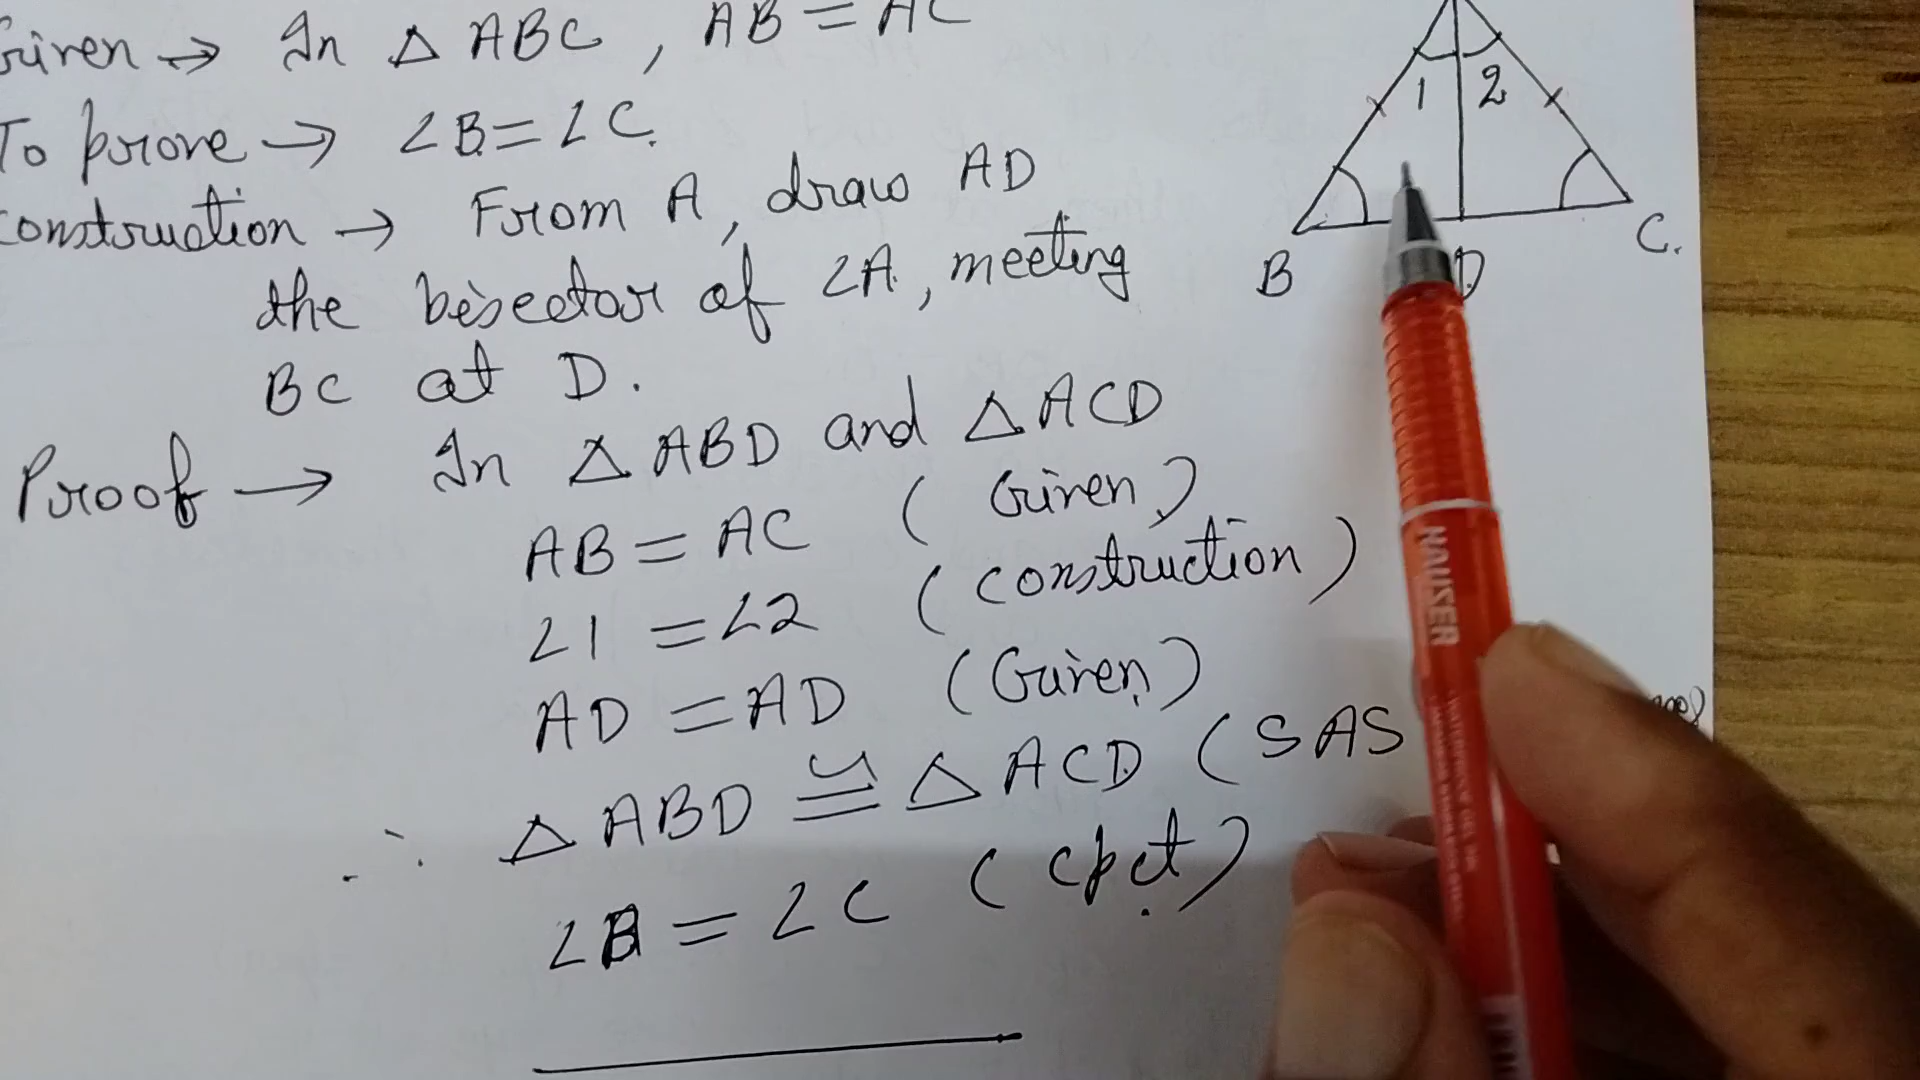 Given → In △ ABC, AB = AC
To prove → ∠B = ∠C.
Construction → From A, draw AD
the bisector of ∠A, meeting
BC at D.
Proof → In △ ABD and △ ACD
AB = AC (Given)
∠1 = ∠2 (construction)
AD = AD (Given)
∴ △ ABD ≅ △ ACD (SAS
∠B = ∠C (cpct)
1 2
B D C.
HAUSER